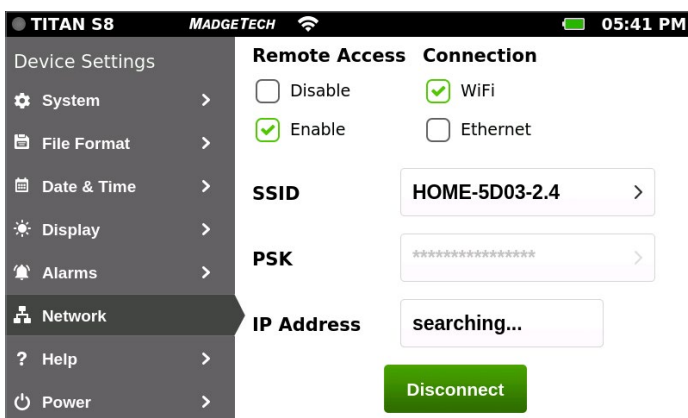 TITAN S8 MADGETECH 05:41 PM
Device Settings
System
File Format
Date & Time
Display
Alarms
Network
Help
Power
Remote Access Connection
Disable WiFi
Enable Ethernet
SSID HOME-5D03-2.4
PSK ****************
IP Address searching...
Disconnect